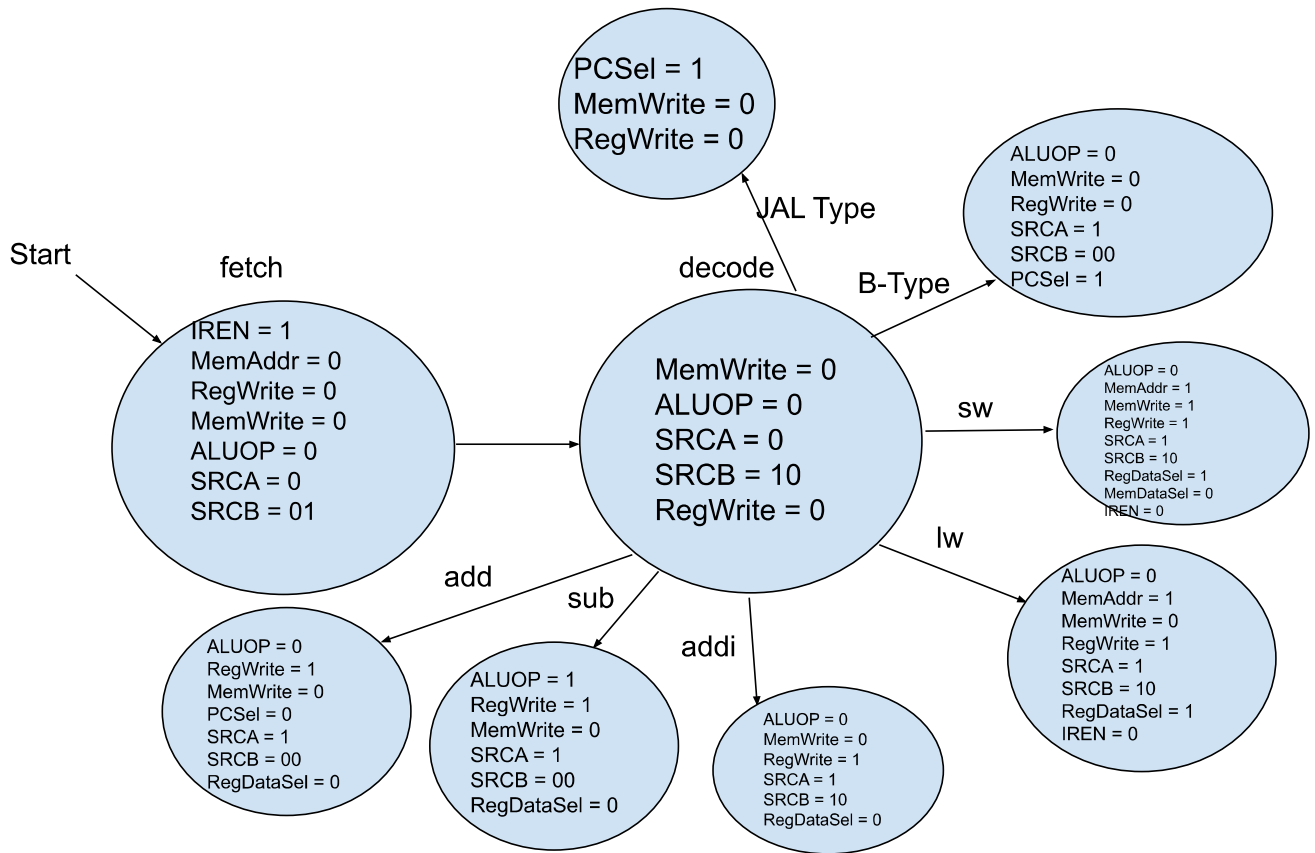 PCSel = 1
MemWrite = 0
RegWrite = 0
JAL Type
ALUOP = 0
MemWrite = 0
RegWrite = 0
SRCA = 1
SRCB = 00
PCSel = 1
B-Type
Start
fetch
IREN = 1
MemAddr = 0
RegWrite = 0
MemWrite = 0
ALUOP = 0
SRCA = 0
SRCB = 01
decode
MemWrite = 0
ALUOP = 0
SRCA = 0
SRCB = 10
RegWrite = 0
sw
ALUOP = 0
MemAddr = 1
MemWrite = 1
RegWrite = 1
SRCA = 1
SRCB = 10
RegDataSel = 1
MemDataSel = 0
IREN = 0
lw
ALUOP = 0
MemAddr = 1
MemWrite = 0
RegWrite = 1
SRCA = 1
SRCB = 10
RegDataSel = 1
IREN = 0
add
ALUOP = 0
RegWrite = 1
MemWrite = 0
PCSel = 0
SRCA = 1
SRCB = 00
RegDataSel = 0
sub
ALUOP = 1
RegWrite = 1
MemWrite = 0
SRCA = 1
SRCB = 00
RegDataSel = 0
addi
ALUOP = 0
MemWrite = 0
RegWrite = 1
SRCA = 1
SRCB = 10
RegDataSel = 0